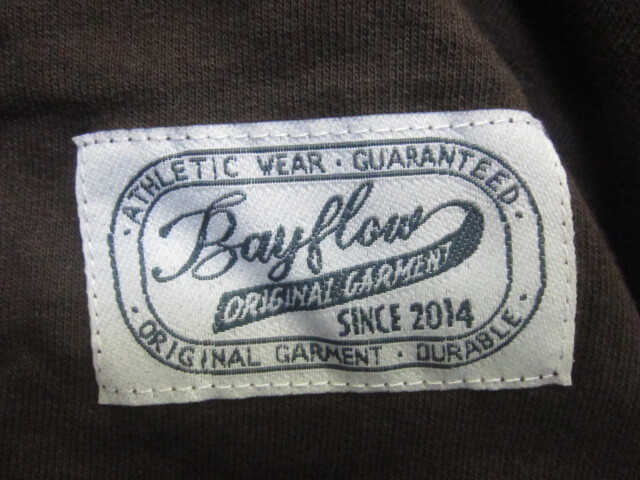 · ATHLETIC WEAR · GUARANTEED ·
Bayflow
ORIGINAL GARMENT
SINCE 2014
· ORIGINAL GARMENT · DURABLE ·